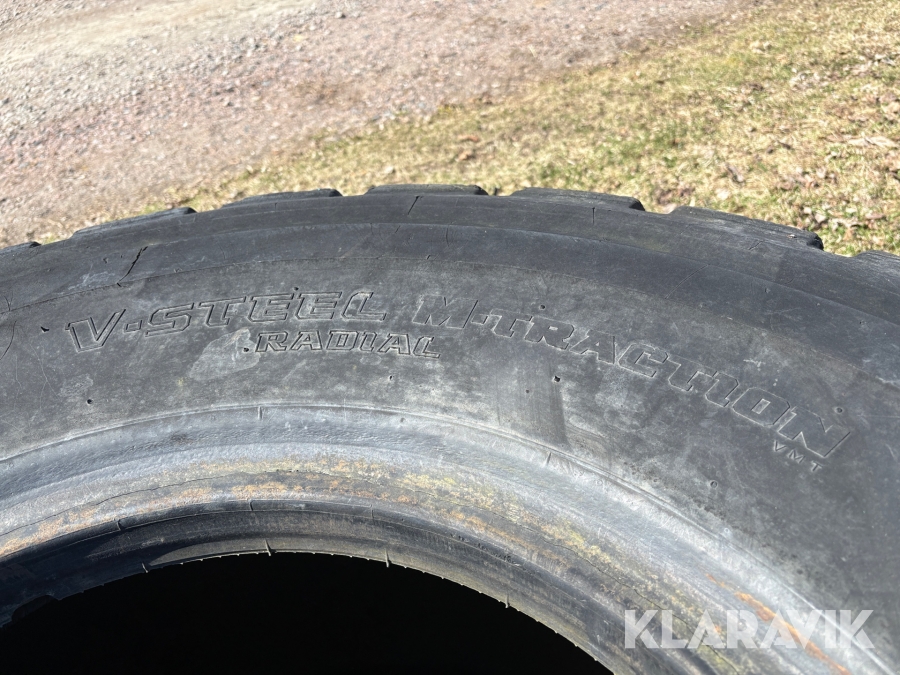 V-STEEL M-TRACTION
RADIAL
VMT
KLARAVIK